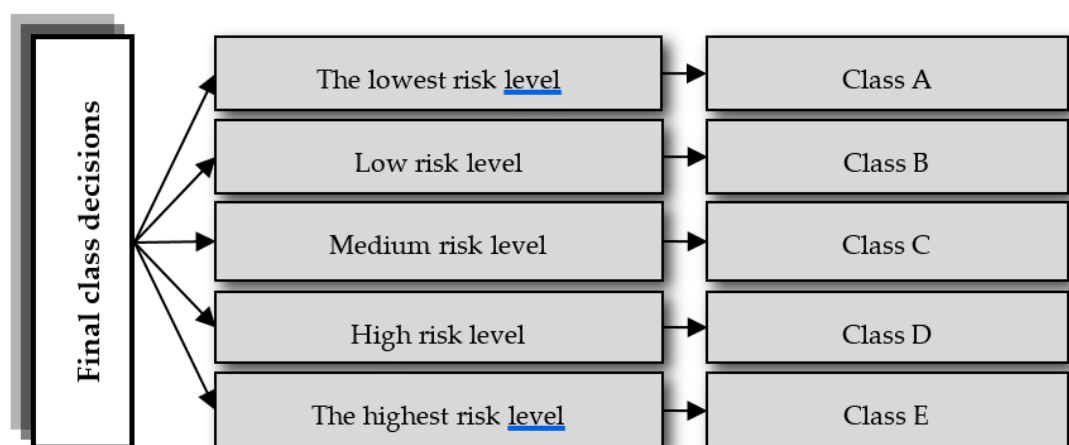 Final class decisions
The lowest risk level
Class A
Low risk level
Class B
Medium risk level
Class C
High risk level
Class D
The highest risk level
Class E